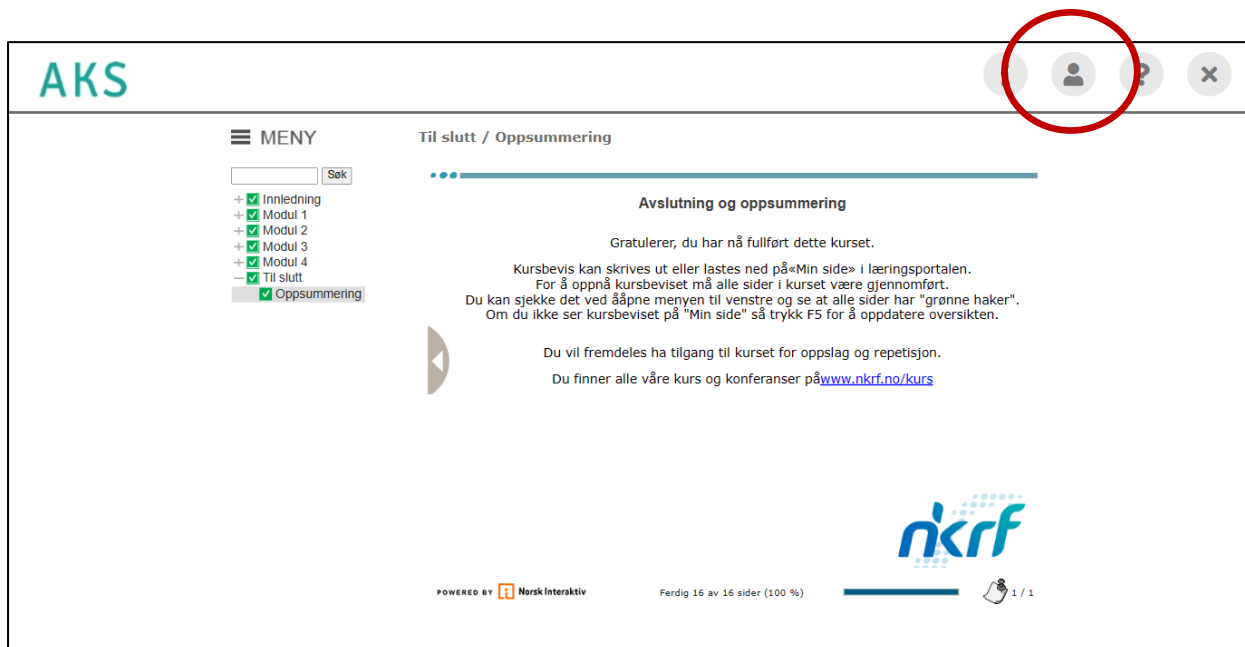 AKS
MENY
Til slutt / Oppsummering
Søk
Innledning
Modul 1
Modul 2
Modul 3
Modul 4
Til slutt
Oppsummering
Avslutning og oppsummering
Gratulerer, du har nå fullført dette kurset.
Kursbevis kan skrives ut eller lastes ned på«Min side» i læringsportalen.
For å oppnå kursbeviset må alle sider i kurset være gjennomført.
Du kan sjekke det ved ååpne menyen til venstre og se at alle sider har "grønne haker".
Om du ikke ser kursbeviset på "Min side" så trykk F5 for å oppdatere oversikten.
Du vil fremdeles ha tilgang til kurset for oppslag og repetisjon.
Du finner alle våre kurs og konferanser påwww.nkrf.no/kurs
nkrf
POWERED BY Norsk Interaktiv
Ferdig 16 av 16 sider (100 %)
1 / 1